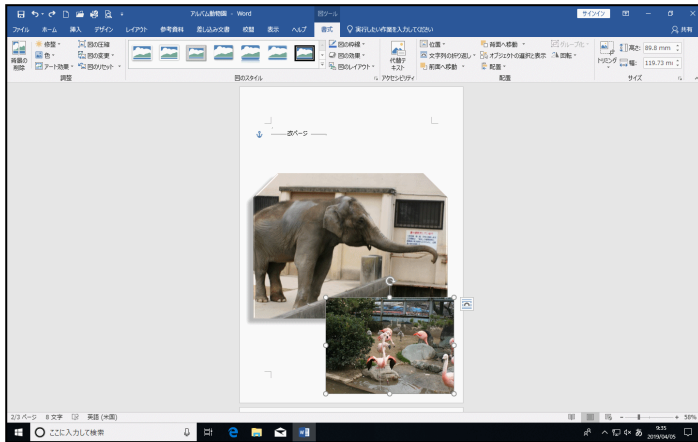 アルバム動物園 - Word
図ツール
サインイン
ファイル ホーム 挿入 デザイン レイアウト 参考資料 差し込み文書 校閲 表示 ヘルプ 書式 実行したい作業を入力してください
共有
背景の削除
修整
色
アート効果
図の圧縮
図の変更
図のリセット
調整
図のスタイル
図の枠線
図の効果
図のレイアウト
代替テキスト
アクセシビリティ
位置
文字列の折り返し
前面へ移動
背面へ移動
オブジェクトの選択と表示
配置
グループ化
回転
配置
トリミング
高さ: 89.8 mm
幅: 119.73 m
サイズ
改ページ
2/3 ページ 8 文字 英語 (米国)
58%
ここに入力して検索
あ
9:35
2019/04/05